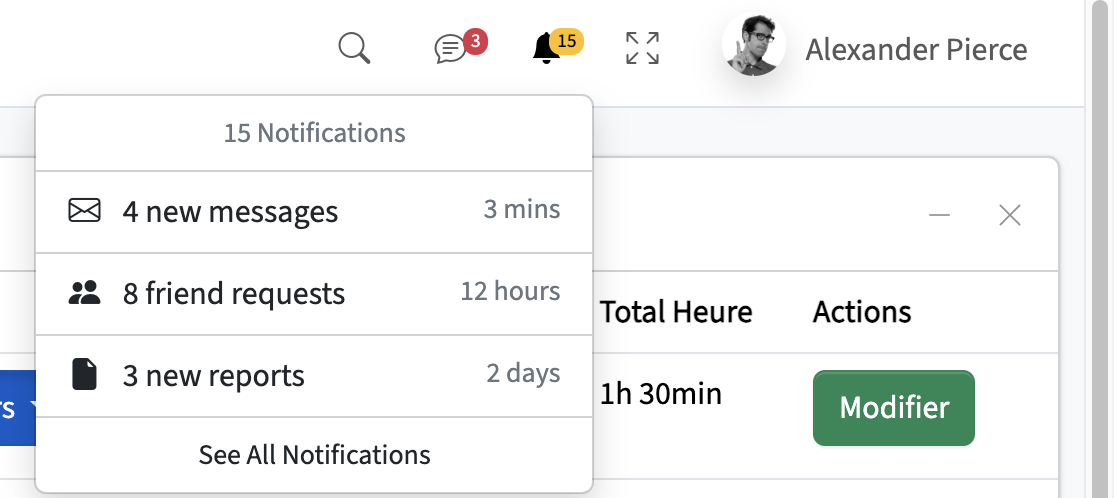 3
15
Alexander Pierce
15 Notifications
4 new messages 3 mins
8 friend requests 12 hours
Total Heure Actions
3 new reports 2 days
rs 1h 30min Modifier
See All Notifications